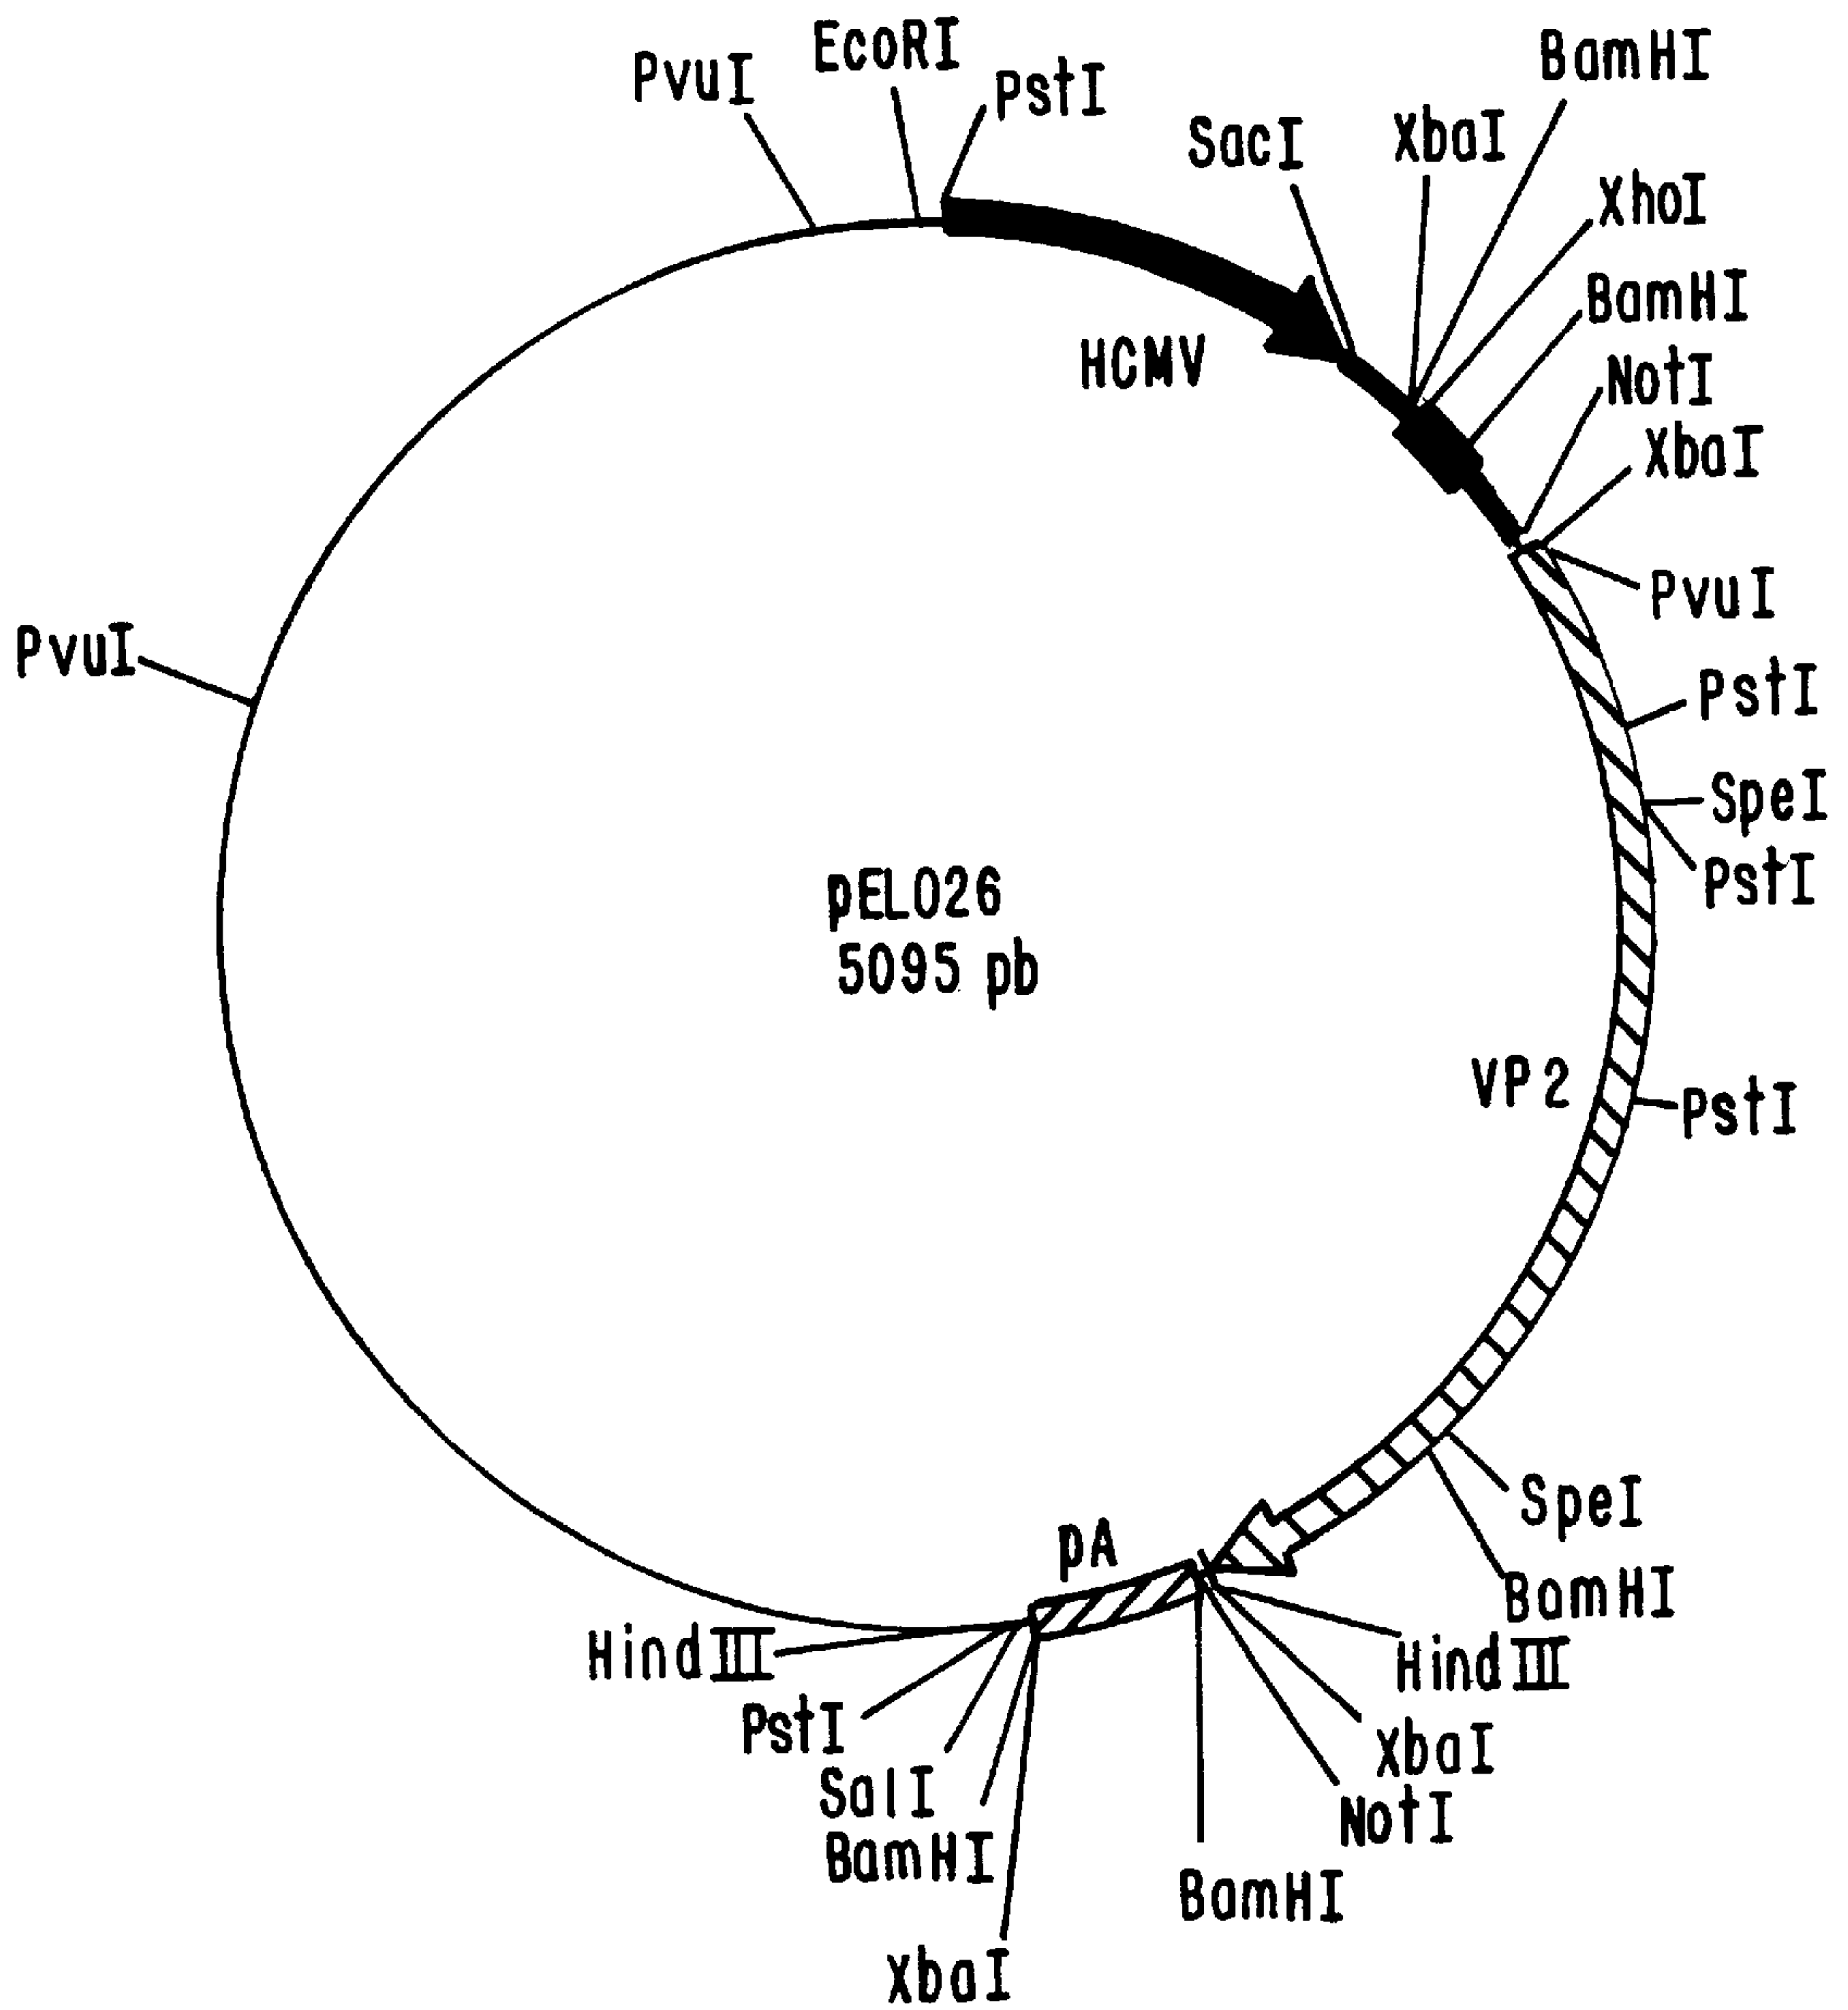 EcoRI
PvuI
PstI
BamHI
SacI
XbaI
XhoI
BamHI
HCMV
NotI
XbaI
PvuI
PvuI
PstI
SpeI
PstI
pELO26
5095 pb
VP2
PstI
SpeI
pA
BamHI
HindIII
HindIII
PstI
XbaI
SalI
NotI
BamHI
BamHI
XbaI